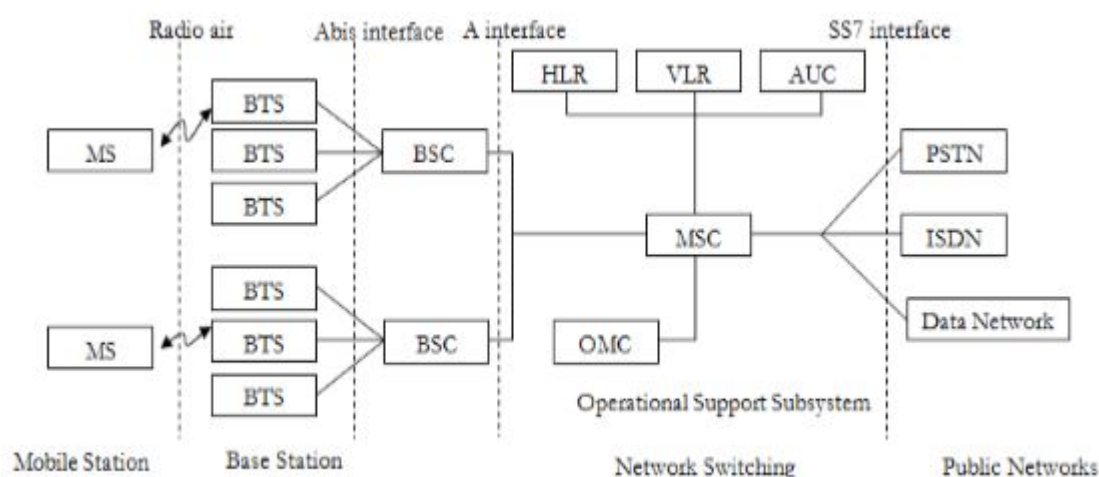 Radio air
Abis interface
A interface
SS7 interface
HLR
VLR
AUC
BTS
MS
BTS
BSC
PSTN
BTS
MSC
ISDN
BTS
MS
BTS
BSC
OMC
Data Network
BTS
Operational Support Subsystem
Mobile Station
Base Station
Network Switching
Public Networks